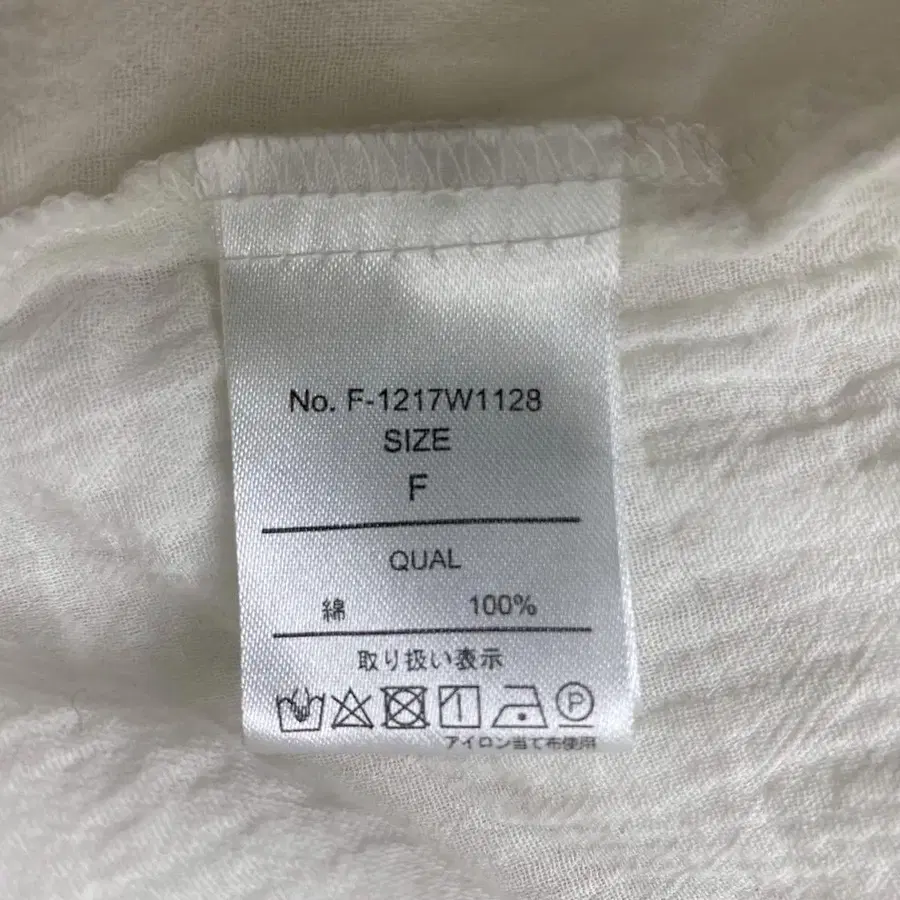 No. F-1217W1128
SIZE
F
QUAL
綿 100%
取り扱い表示
P
アイロン当て布使用